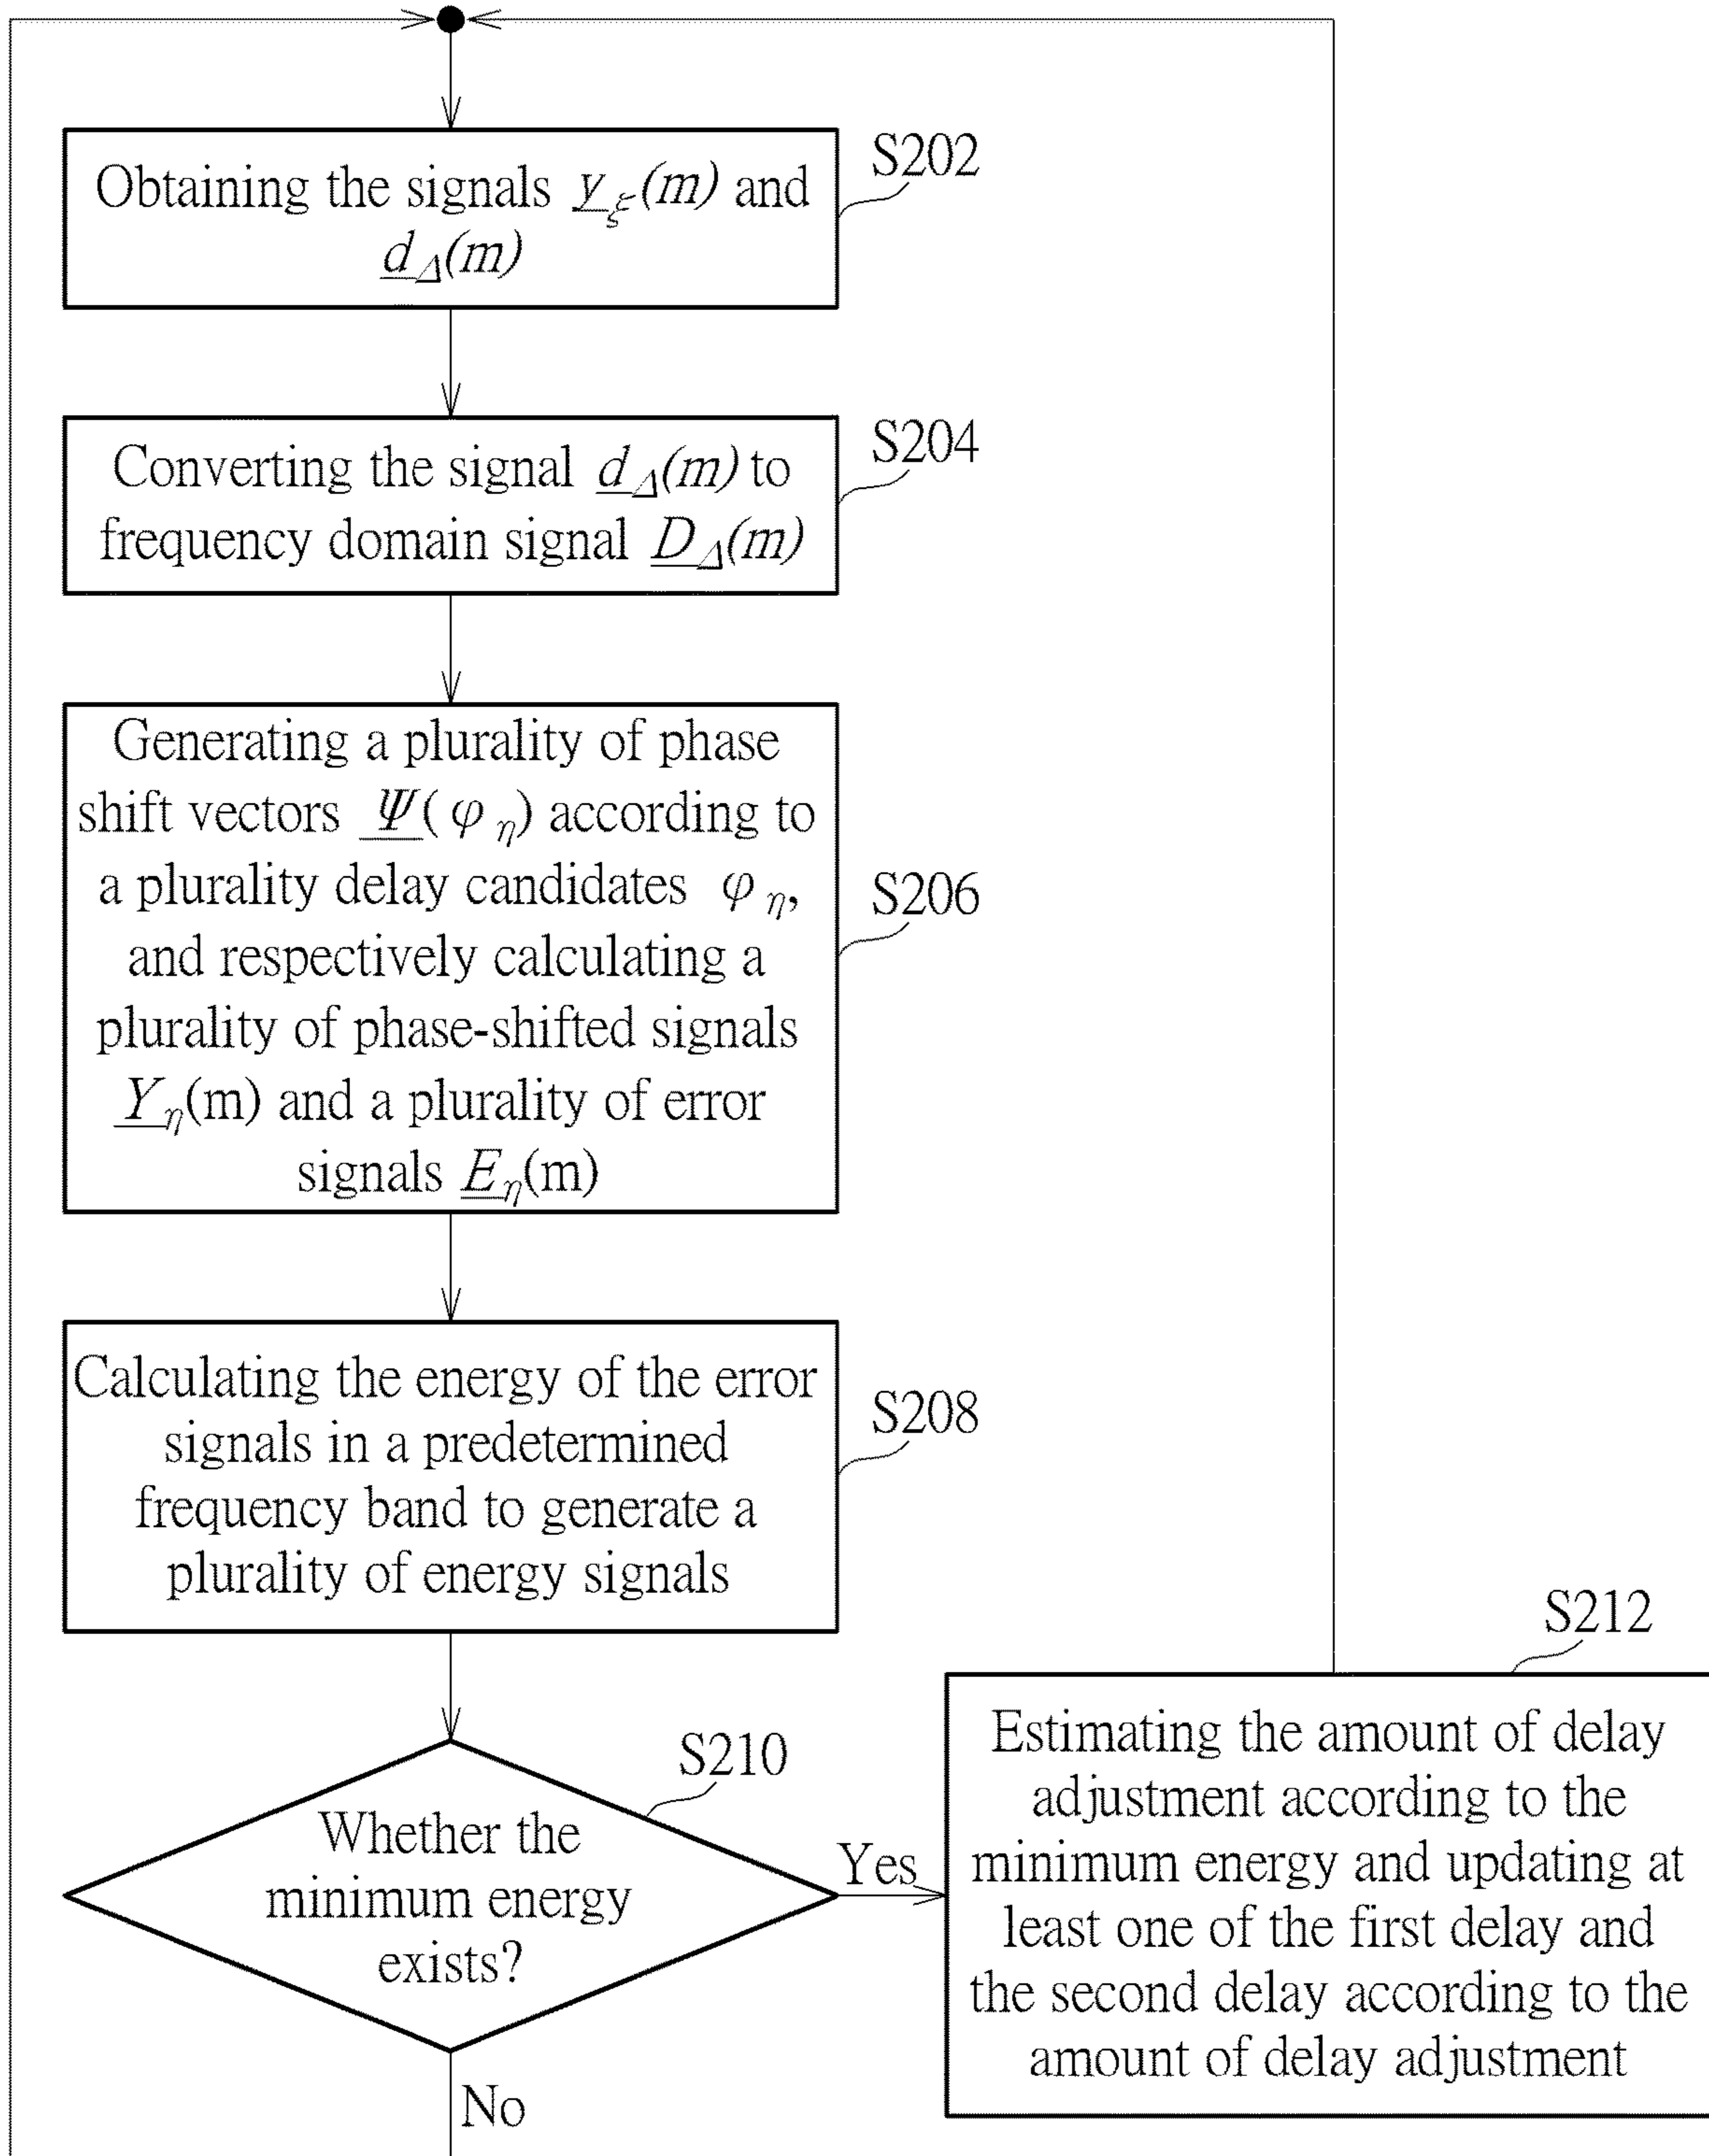 S202
Obtaining the signals y_ξ(m) and
d_Δ(m)
S204
Converting the signal d_Δ(m) to
frequency domain signal D_Δ(m)
S206
Generating a plurality of phase
shift vectors Ψ(φ_η) according to
a plurality delay candidates φ_η,
and respectively calculating a
plurality of phase-shifted signals
Y_η(m) and a plurality of error
signals E_η(m)
S208
Calculating the energy of the error
signals in a predetermined
frequency band to generate a
plurality of energy signals
S210
Whether the
minimum energy
exists?
Yes
No
S212
Estimating the amount of delay
adjustment according to the
minimum energy and updating at
least one of the first delay and
the second delay according to the
amount of delay adjustment